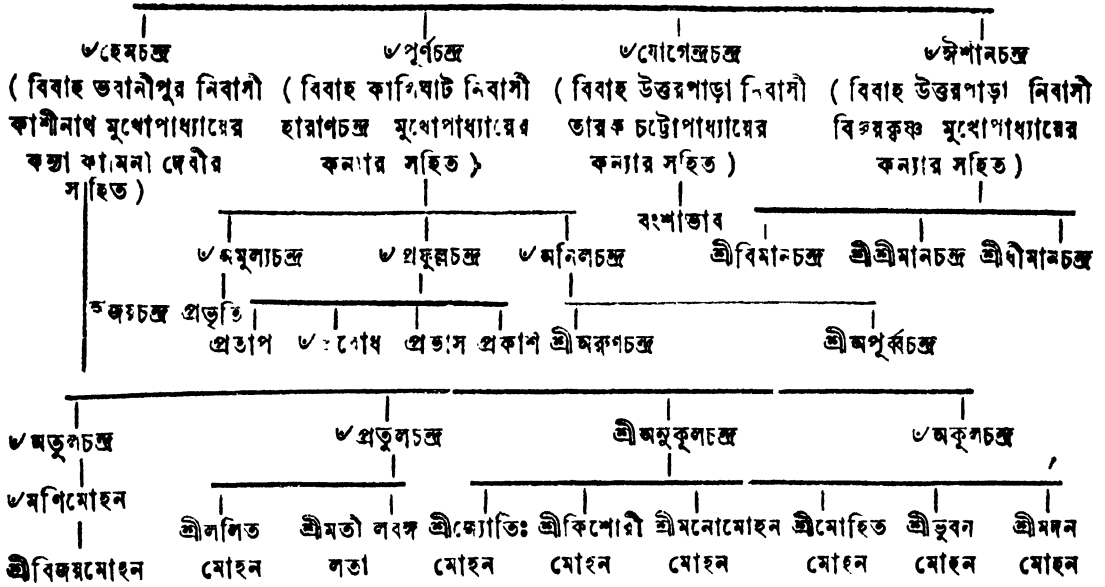 ৺হেমচন্দ্র ৺পূর্ণচন্দ্র ৺যোগেন্দ্রচন্দ্র ৺ঈশানচন্দ্র
( বিবাহ ভবানীপুর নিবাসী ( বিবাহ কালিঘাট নিবাসী ( বিবাহ উত্তরপাড়া নিবাসী ( বিবাহ উত্তরপাড়া নিবাসী
কাশীনাথ মুখোপাধ্যায়ের হারাণচন্দ্র মুখোপাধ্যায়ের তারক চট্টোপাধ্যায়ের বিজয়কৃষ্ণ মুখোপাধ্যায়ের
কন্যা কামিনী দেবীর কন্যার সহিত ) কন্যার সহিত ) কন্যার সহিত )
সহিত )
বংশাভাব
৺অমূল্যচন্দ্র ৺প্রফুল্লচন্দ্র ৺অনিলচন্দ্র শ্রীবিমানচন্দ্র শ্রীশ্রীমানচন্দ্র শ্রীধীমানচন্দ্র
প্রভৃতি
প্রতাপ প্রভাস প্রকাশ শ্রীঅরুণচন্দ্র শ্রীঅপূর্ব্বচন্দ্র
৺অতুলচন্দ্র ৺প্রতুলচন্দ্র শ্রীঅনুকূলচন্দ্র ৺অকূলচন্দ্র
৺মণিমোহন
শ্রীললিত শ্রীমতী লবঙ্গ শ্রীজ্যোতিঃ শ্রীকিশোরী শ্রীমনোমোহন শ্রীমোহিত শ্রীভুবন শ্রীমদন
শ্রীবিজয়মোহন মোহন লতা মোহন মোহন মোহন মোহন মোহন মোহন